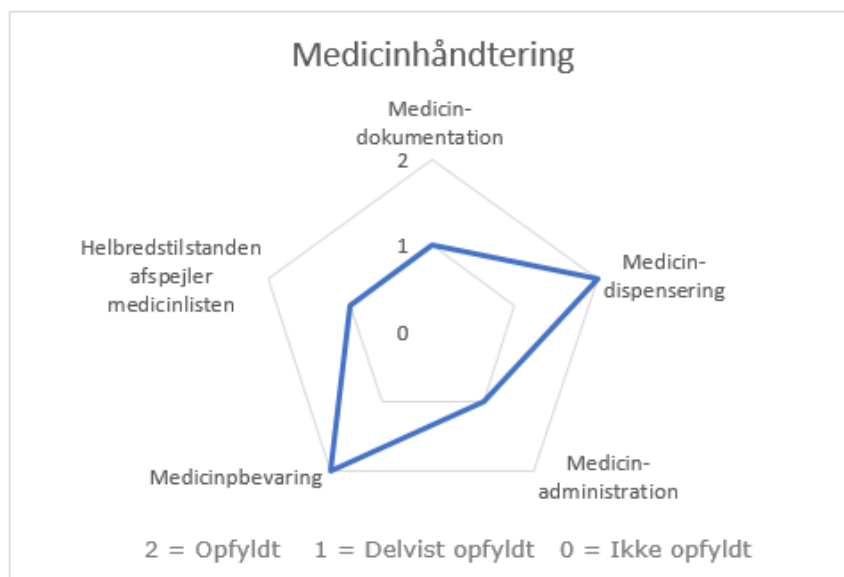 Medicinhåndtering
Medicin-
dokumentation
2
1
0
Medicin-
dispensering
Medicin-
administration
Medicinpbevaring
Helbredstilstanden
afspejler
medicinlisten
2 = Opfyldt 1 = Delvist opfyldt 0 = Ikke opfyldt